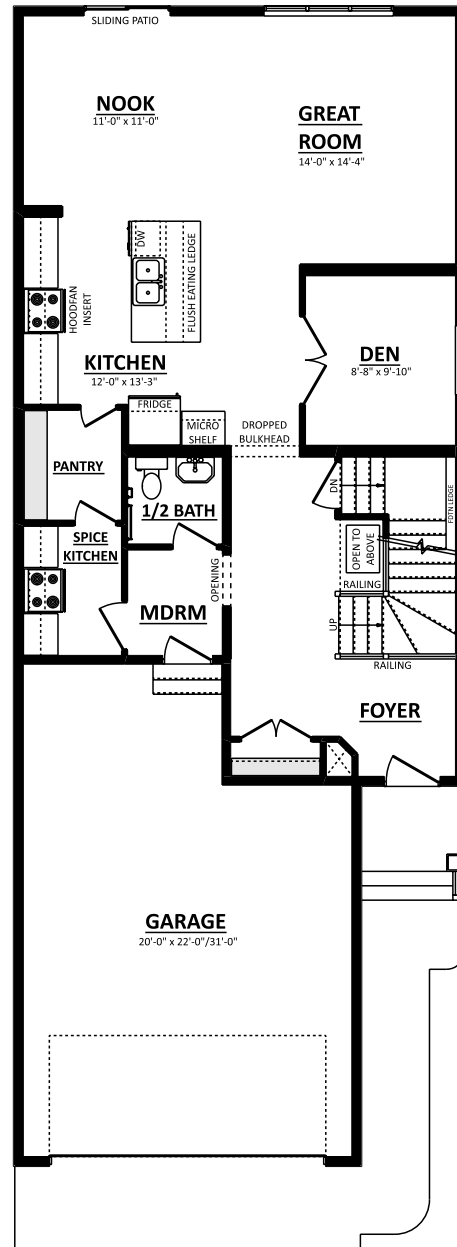 SLIDING PATIO
NOOK
11'-0" x 11'-0"
GREAT
ROOM
14'-0" x 14'-4"
DW
FLUSH EATING LEDGE
HOODFAN
INSERT
KITCHEN
12'-0" x 13'-3"
DEN
8'-8" x 9'-10"
FRIDGE
MICRO
SHELF
DROPPED
BULKHEAD
PANTRY
1/2 BATH
DN
FDTN LEDGE
SPICE
KITCHEN
OPEN TO
ABOVE
RAILING
OPENING
MDRM
UP
RAILING
FOYER
GARAGE
20'-0" x 22'-0"/31'-0"